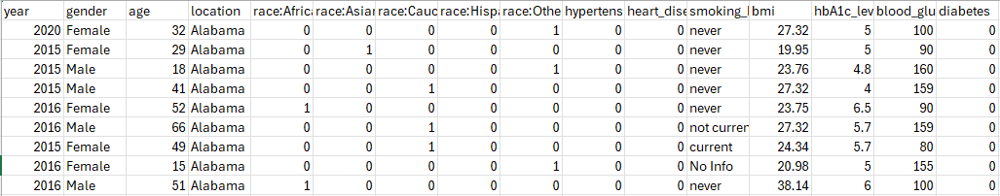 year gender age location race:Africa race:Asian race:Cauc race:Hispa race:Othe hypertens heart_dise smoking_h bmi hbA1c_lev blood_glu diabetes
2020 Female 32 Alabama 0 0 0 0 1 0 0 never 27.32 5 100 0
2015 Female 29 Alabama 0 1 0 0 0 0 0 never 19.95 5 90 0
2015 Male 18 Alabama 0 0 0 0 1 0 0 never 23.76 4.8 160 0
2015 Male 41 Alabama 0 0 1 0 0 0 0 never 27.32 4 159 0
2016 Female 52 Alabama 1 0 0 0 0 0 0 never 23.75 6.5 90 0
2016 Male 66 Alabama 0 0 1 0 0 0 0 not curren 27.32 5.7 159 0
2015 Female 49 Alabama 0 0 1 0 0 0 0 current 24.34 5.7 80 0
2016 Female 15 Alabama 0 0 0 0 1 0 0 No Info 20.98 5 155 0
2016 Male 51 Alabama 1 0 0 0 0 0 0 never 38.14 6 100 0